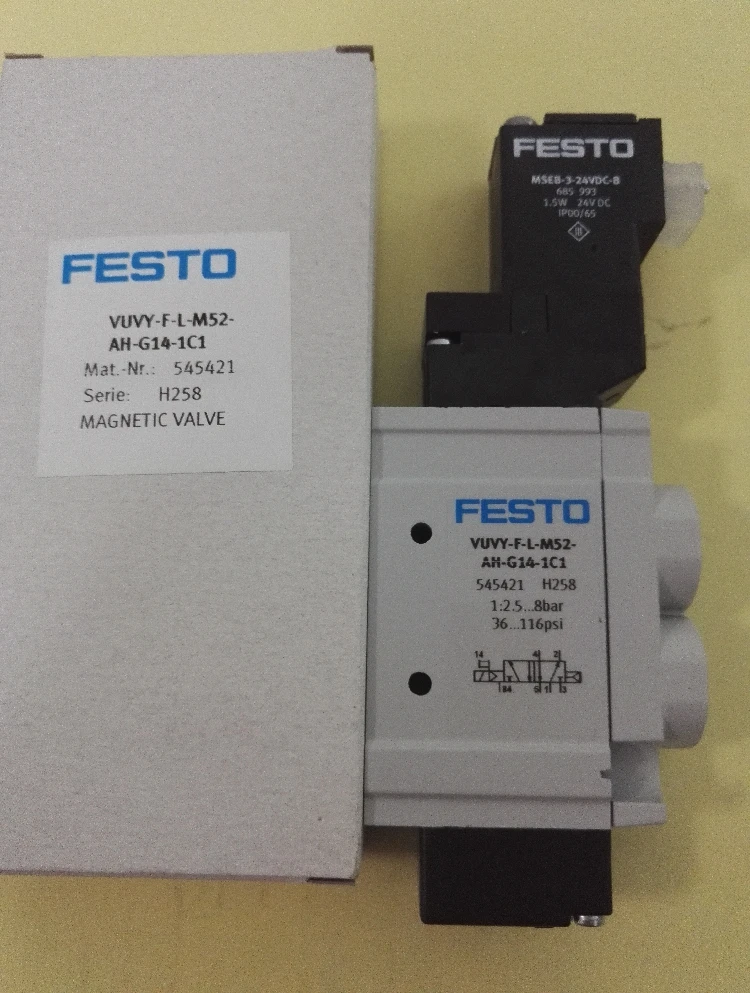 FESTO
VUVY-F-L-M52-
AH-G14-1C1
Mat.-Nr.: 545421
Serie: H258
MAGNETIC VALVE
FESTO
MSEB-3-24VDC-B
685 993
1.5W 24V DC
IP00/65
FESTO
VUVY-F-L-M52-
AH-G14-1C1
545421 H258
1:2.5...8bar
36...116psi
14 4 2
84 5 1 3